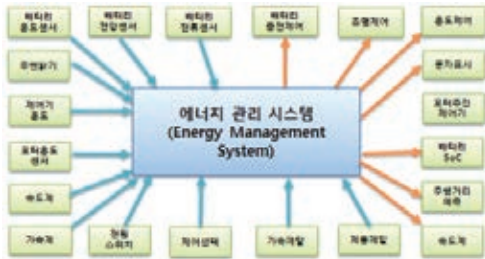 배터리
온도센서
배터리
전압센서
배터리
전류센서
배터리
충전제어
조명제어
온도제어
주변밝기
문자표시
제어기
온도
에너지 관리 시스템
(Energy Management
System)
모터구동
제어기
모터온도
센서
배터리
SoC
속도계
주행거리
예측
가속계
전원
스위치
제어선택
가속페달
제동페달
속도계